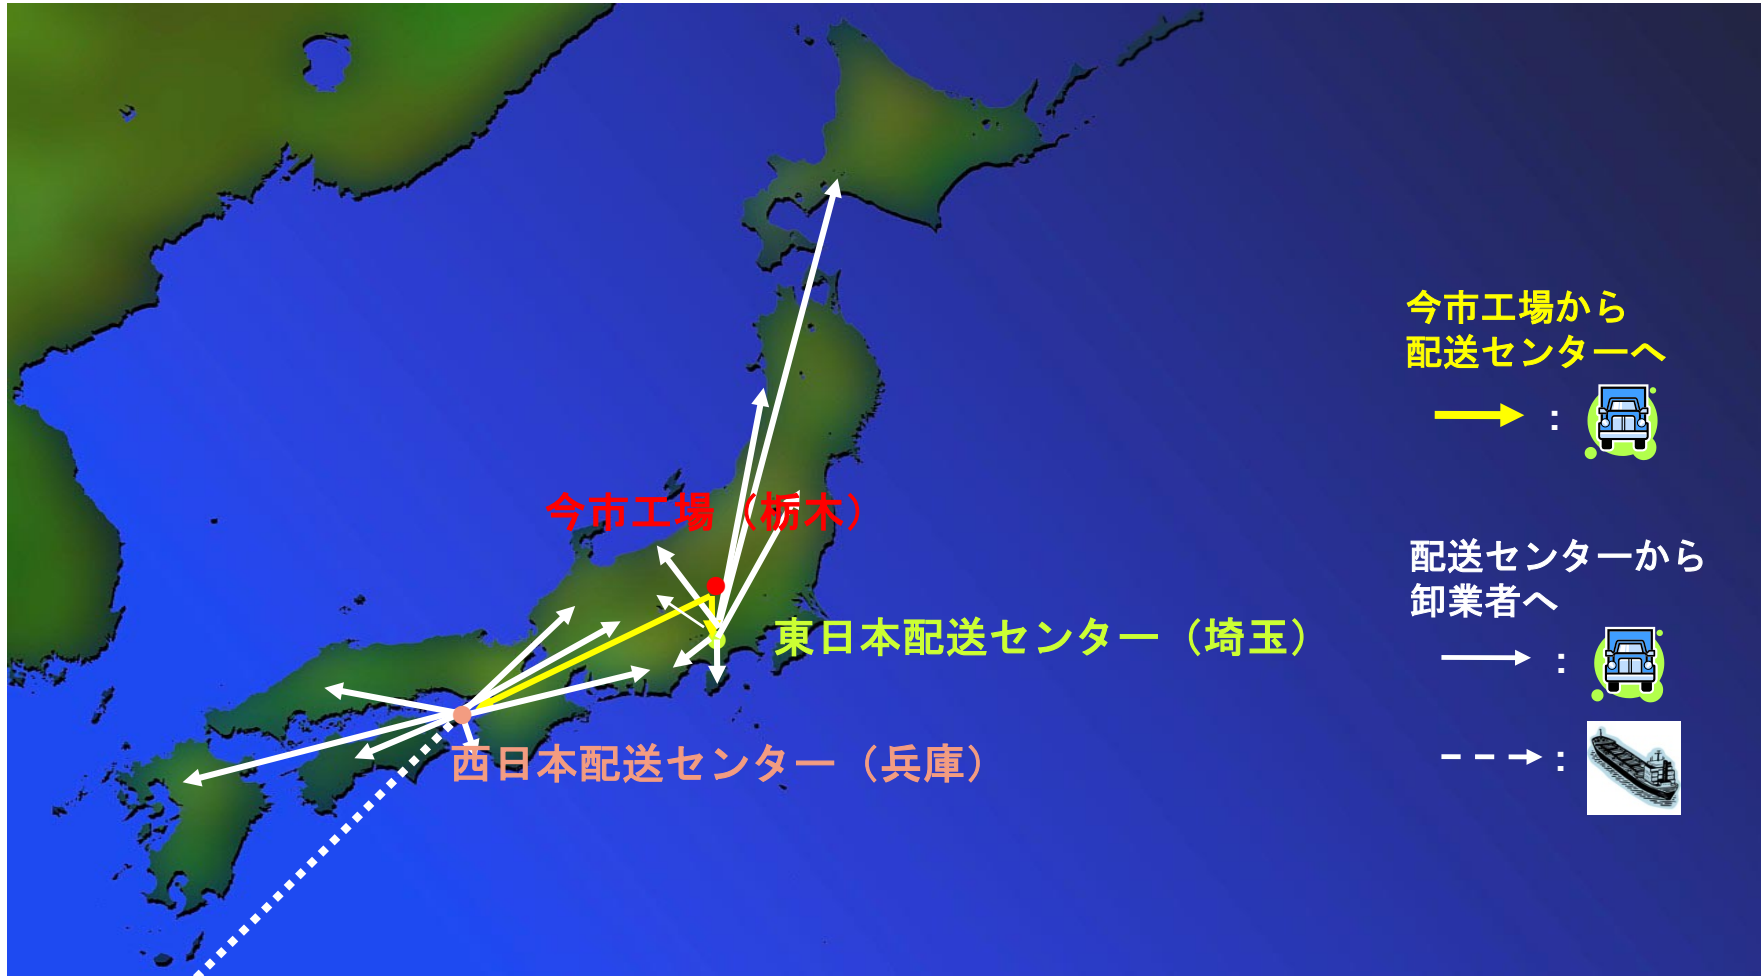 今市工場から
配送センターへ
：
今市工場（栃木）
配送センターから
卸業者へ
東日本配送センター（埼玉）
：
西日本配送センター（兵庫）
：